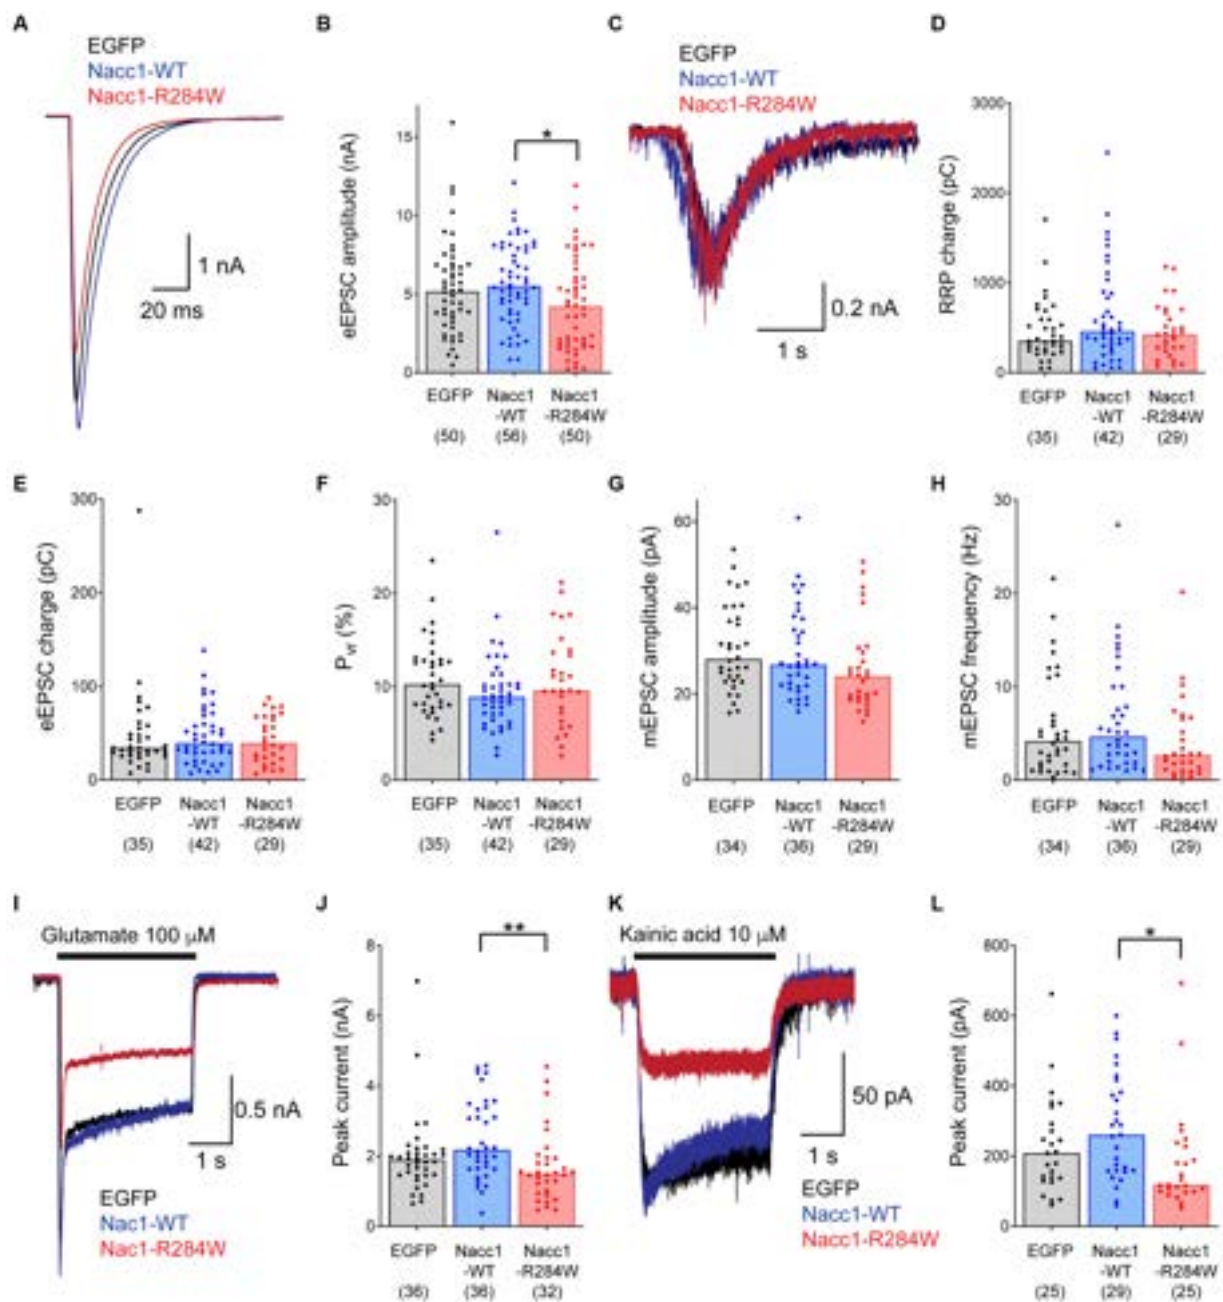 A
EGFP
Nacc1-WT
Nacc1-R284W
1 nA
20 ms
B
eEPSC amplitude (nA)
15
10
5
0
EGFP Nacc1 Nacc1
-WT -R284W
(50) (56) (50)
*
C
EGFP
Nacc1-WT
Nacc1-R284W
0.2 nA
1 s
D
RRP charge (pC)
3000
2000
1000
0
EGFP Nacc1 Nacc1
-WT -R284W
(35) (42) (29)
E
eEPSC charge (pC)
300
200
100
0
EGFP Nacc1 Nacc1
-WT -R284W
(35) (42) (29)
F
Pvr (%)
30
20
10
0
EGFP Nacc1 Nacc1
-WT -R284W
(35) (42) (29)
G
mEPSC amplitude (pA)
60
40
20
0
EGFP Nacc1 Nacc1
-WT -R284W
(34) (36) (29)
H
mEPSC frequency (Hz)
30
20
10
0
EGFP Nacc1 Nacc1
-WT -R284W
(34) (36) (29)
I
Glutamate 100 µM
0.5 nA
1 s
EGFP
Nac1-WT
Nac1-R284W
J
Peak current (nA)
8
6
4
2
0
**
EGFP Nacc1 Nacc1
-WT -R284W
(36) (36) (32)
K
Kainic acid 10 µM
50 pA
1 s
EGFP
Nacc1-WT
Nacc1-R284W
L
Peak current (pA)
800
600
400
200
0
*
EGFP Nacc1 Nacc1
-WT -R284W
(25) (29) (25)